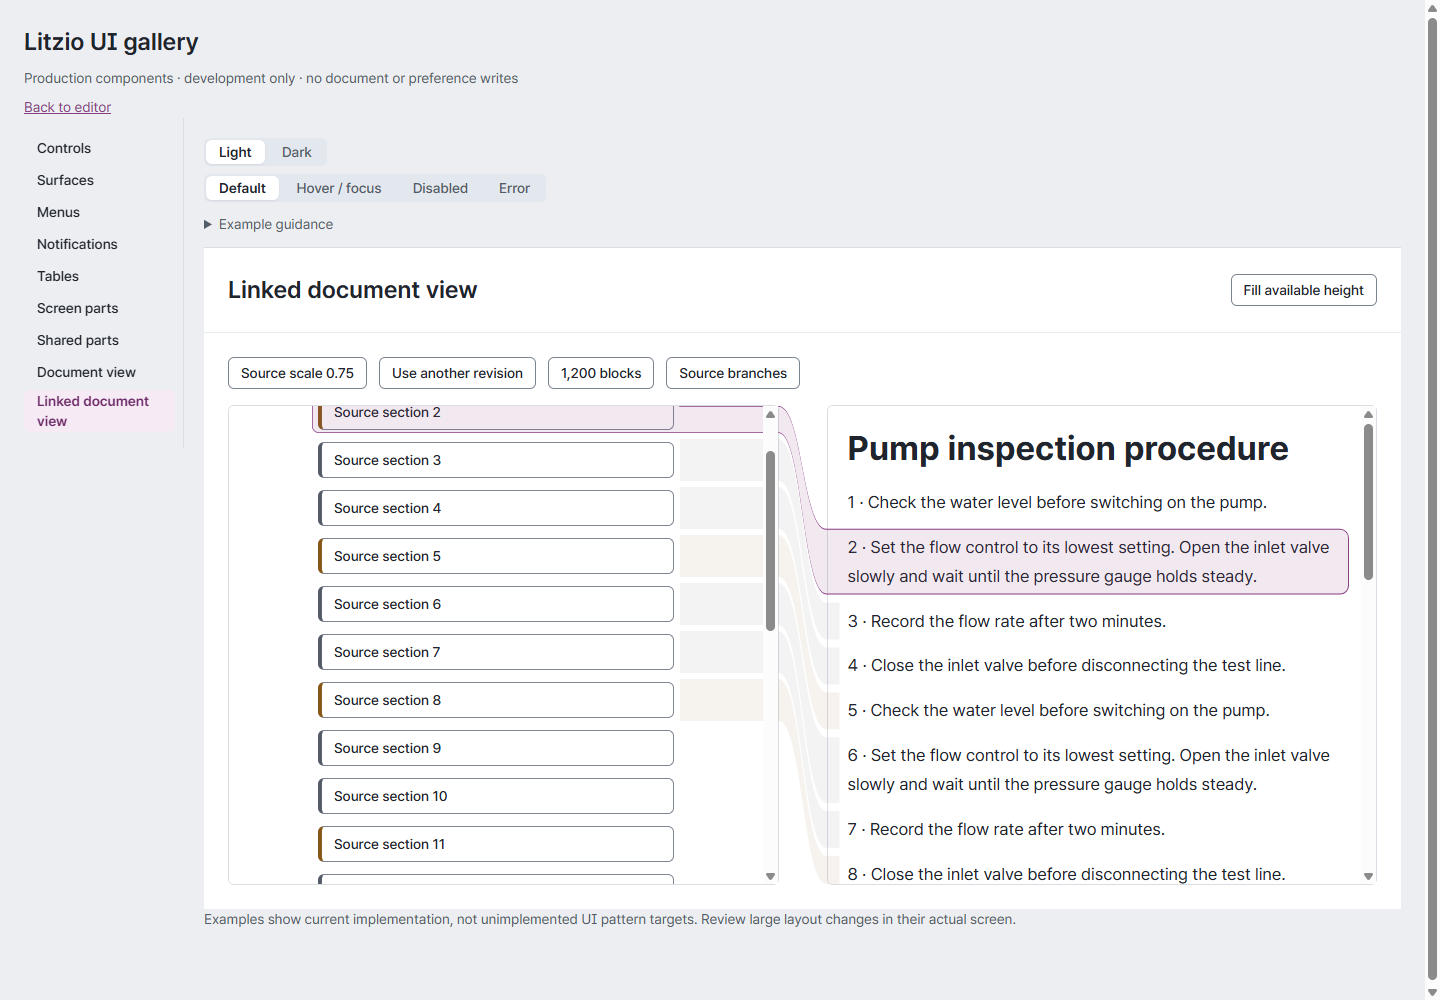 Litzio UI gallery
Production components · development only · no document or preference writes
Back to editor
Controls
Surfaces
Menus
Notifications
Tables
Screen parts
Shared parts
Document view
Linked document
view
Light
Dark
Default
Hover / focus
Disabled
Error
Example guidance
Linked document view
Fill available height
Source scale 0.75
Use another revision
1,200 blocks
Source branches
Source section 2
Source section 3
Source section 4
Source section 5
Source section 6
Source section 7
Source section 8
Source section 9
Source section 10
Source section 11
Pump inspection procedure
1 · Check the water level before switching on the pump.
2 · Set the flow control to its lowest setting. Open the inlet valve
slowly and wait until the pressure gauge holds steady.
3 · Record the flow rate after two minutes.
4 · Close the inlet valve before disconnecting the test line.
5 · Check the water level before switching on the pump.
6 · Set the flow control to its lowest setting. Open the inlet valve
slowly and wait until the pressure gauge holds steady.
7 · Record the flow rate after two minutes.
8 · Close the inlet valve before disconnecting the test line.
Examples show current implementation, not unimplemented UI pattern targets. Review large layout changes in their actual screen.